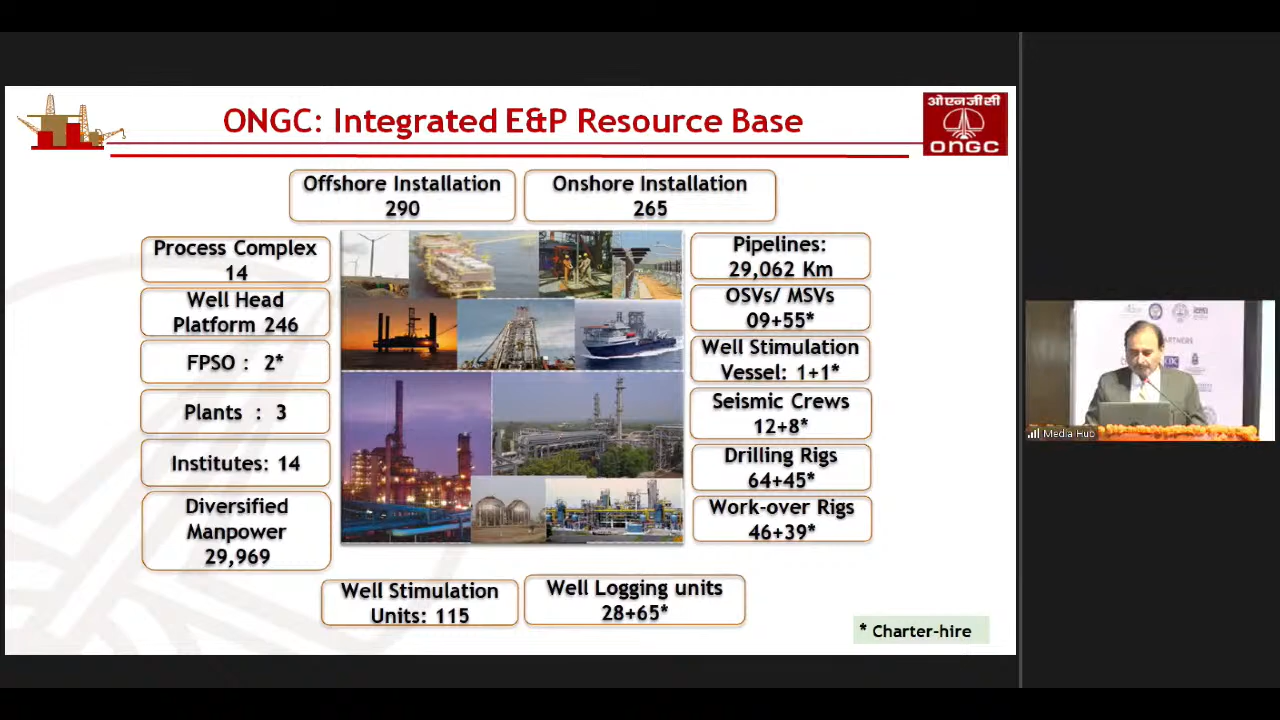 ONGC: Integrated E&P Resource Base
ओएनजीसी
ONGC
Offshore Installation
290
Onshore Installation
265
Process Complex
14
Well Head
Platform 246
FPSO : 2*
Plants : 3
Institutes: 14
Diversified
Manpower
29,969
Pipelines:
29,062 Km
OSVs/ MSVs
09+55*
Well Stimulation
Vessel: 1+1*
Seismic Crews
12+8*
Drilling Rigs
64+45*
Work-over Rigs
46+39*
Well Stimulation
Units: 115
Well Logging units
28+65*
* Charter-hire
Media Hub